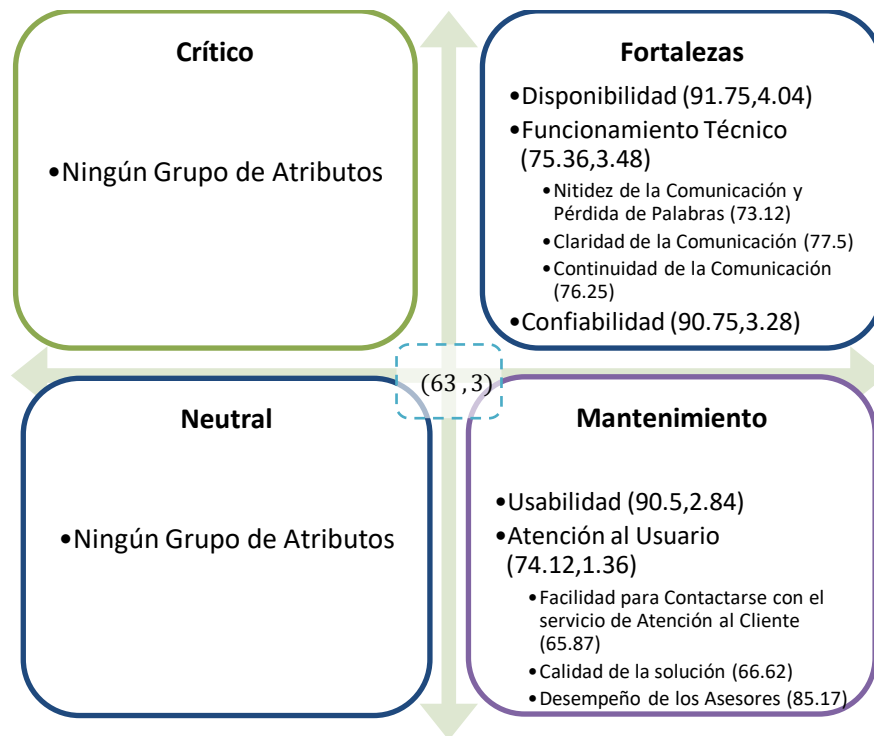 Crítico
•Ningún Grupo de Atributos
Fortalezas
•Disponibilidad (91.75,4.04)
•Funcionamiento Técnico
(75.36,3.48)
•Nitidez de la Comunicación y
Pérdida de Palabras (73.12)
•Claridad de la Comunicación (77.5)
•Continuidad de la Comunicación
(76.25)
•Confiabilidad (90.75,3.28)
(63 , 3)
Neutral
•Ningún Grupo de Atributos
Mantenimiento
•Usabilidad (90.5,2.84)
•Atención al Usuario
(74.12,1.36)
•Facilidad para Contactarse con el
servicio de Atención al Cliente
(65.87)
•Calidad de la solución (66.62)
•Desempeño de los Asesores (85.17)